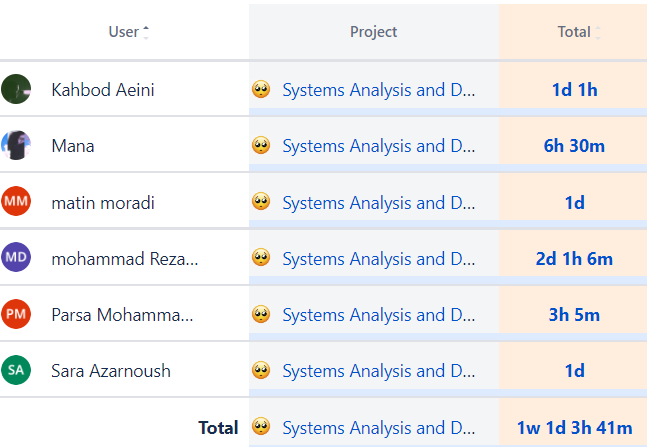 User Project Total
Kahbod Aeini 🥺 Systems Analysis and D... 1d 1h
Mana 🥺 Systems Analysis and D... 6h 30m
MM matin moradi 🥺 Systems Analysis and D... 1d
MD mohammad Reza... 🥺 Systems Analysis and D... 2d 1h 6m
PM Parsa Mohamma... 🥺 Systems Analysis and D... 3h 5m
SA Sara Azarnoush 🥺 Systems Analysis and D... 1d
Total 🥺 Systems Analysis and D... 1w 1d 3h 41m